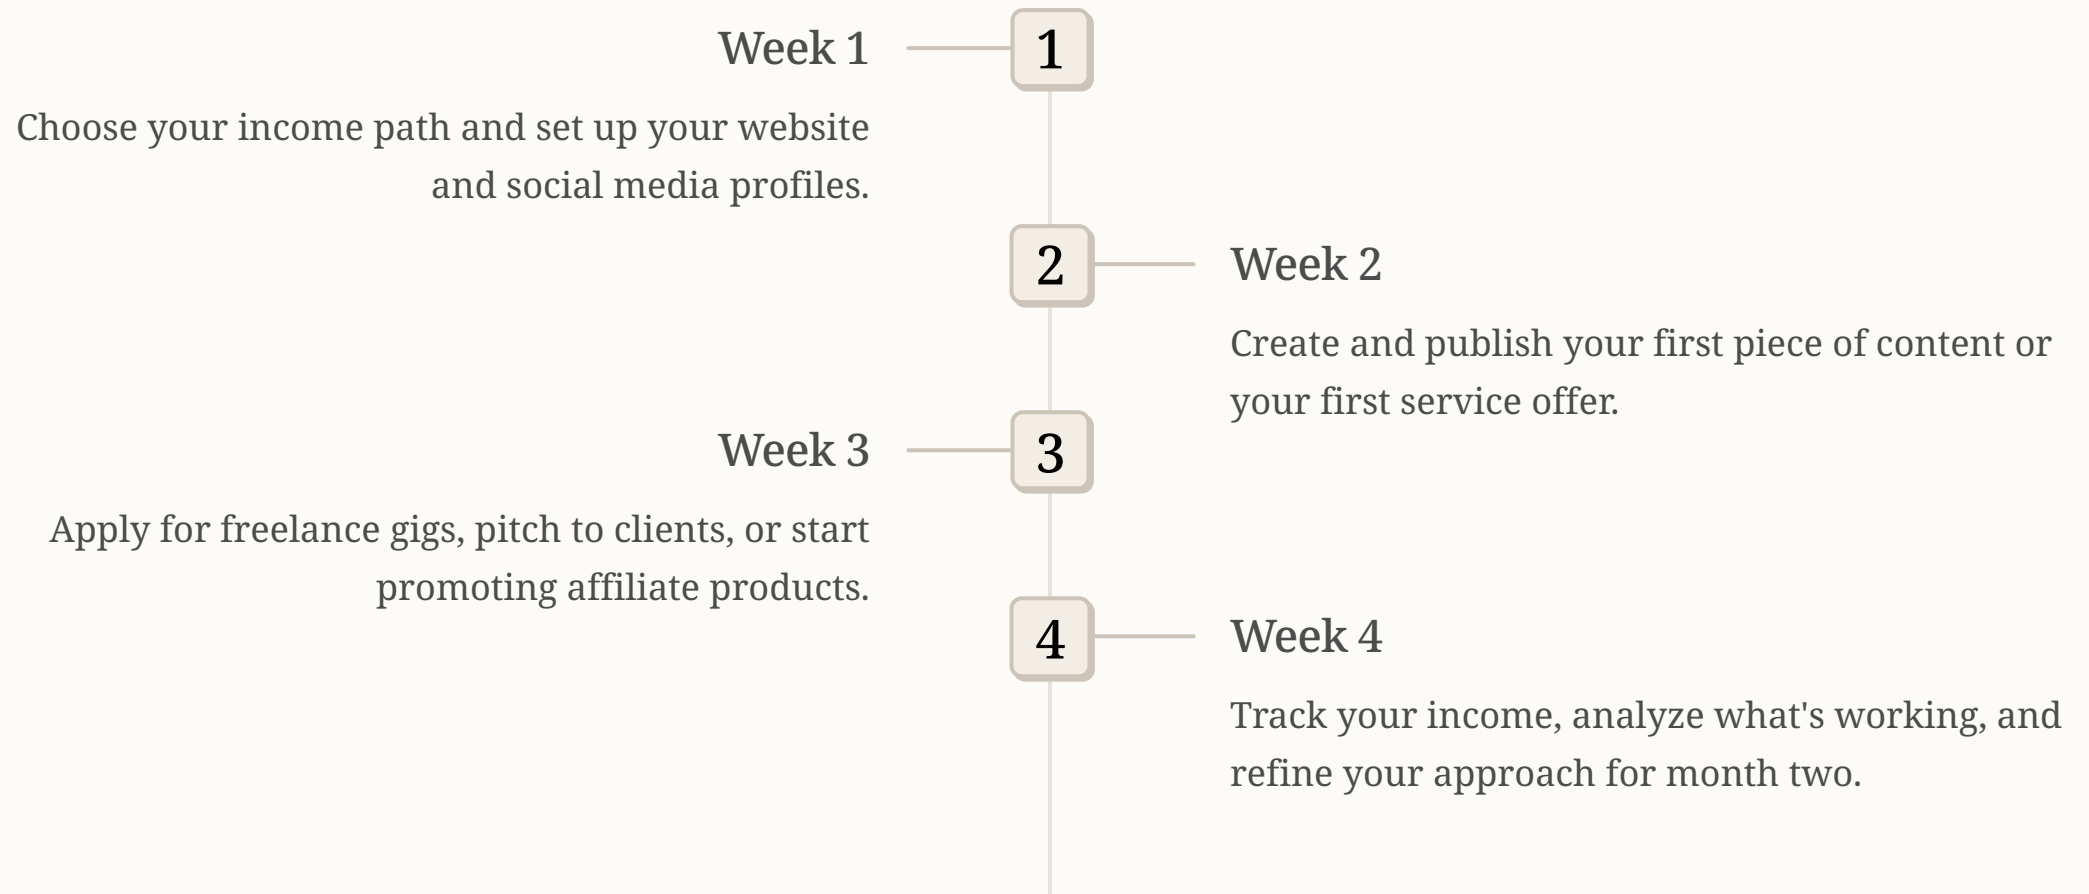 Week 1
1
Choose your income path and set up your website
and social media profiles.
2
Week 2
Create and publish your first piece of content or
your first service offer.
Week 3
3
Apply for freelance gigs, pitch to clients, or start
promoting affiliate products.
4
Week 4
Track your income, analyze what's working, and
refine your approach for month two.